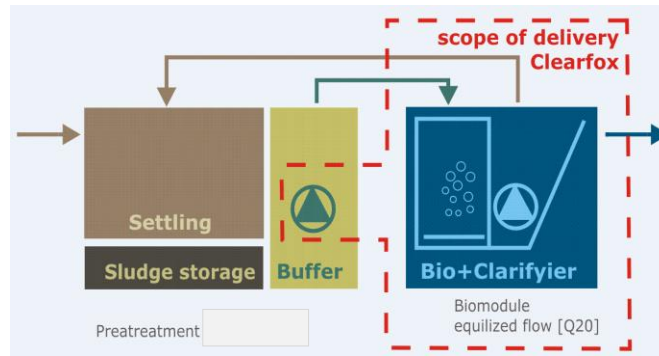 scope of delivery
Clearfox
Settling
Sludge storage
Buffer
Bio+Clarifyier
Preatreatment
Biomodule
equilized flow [Q20]